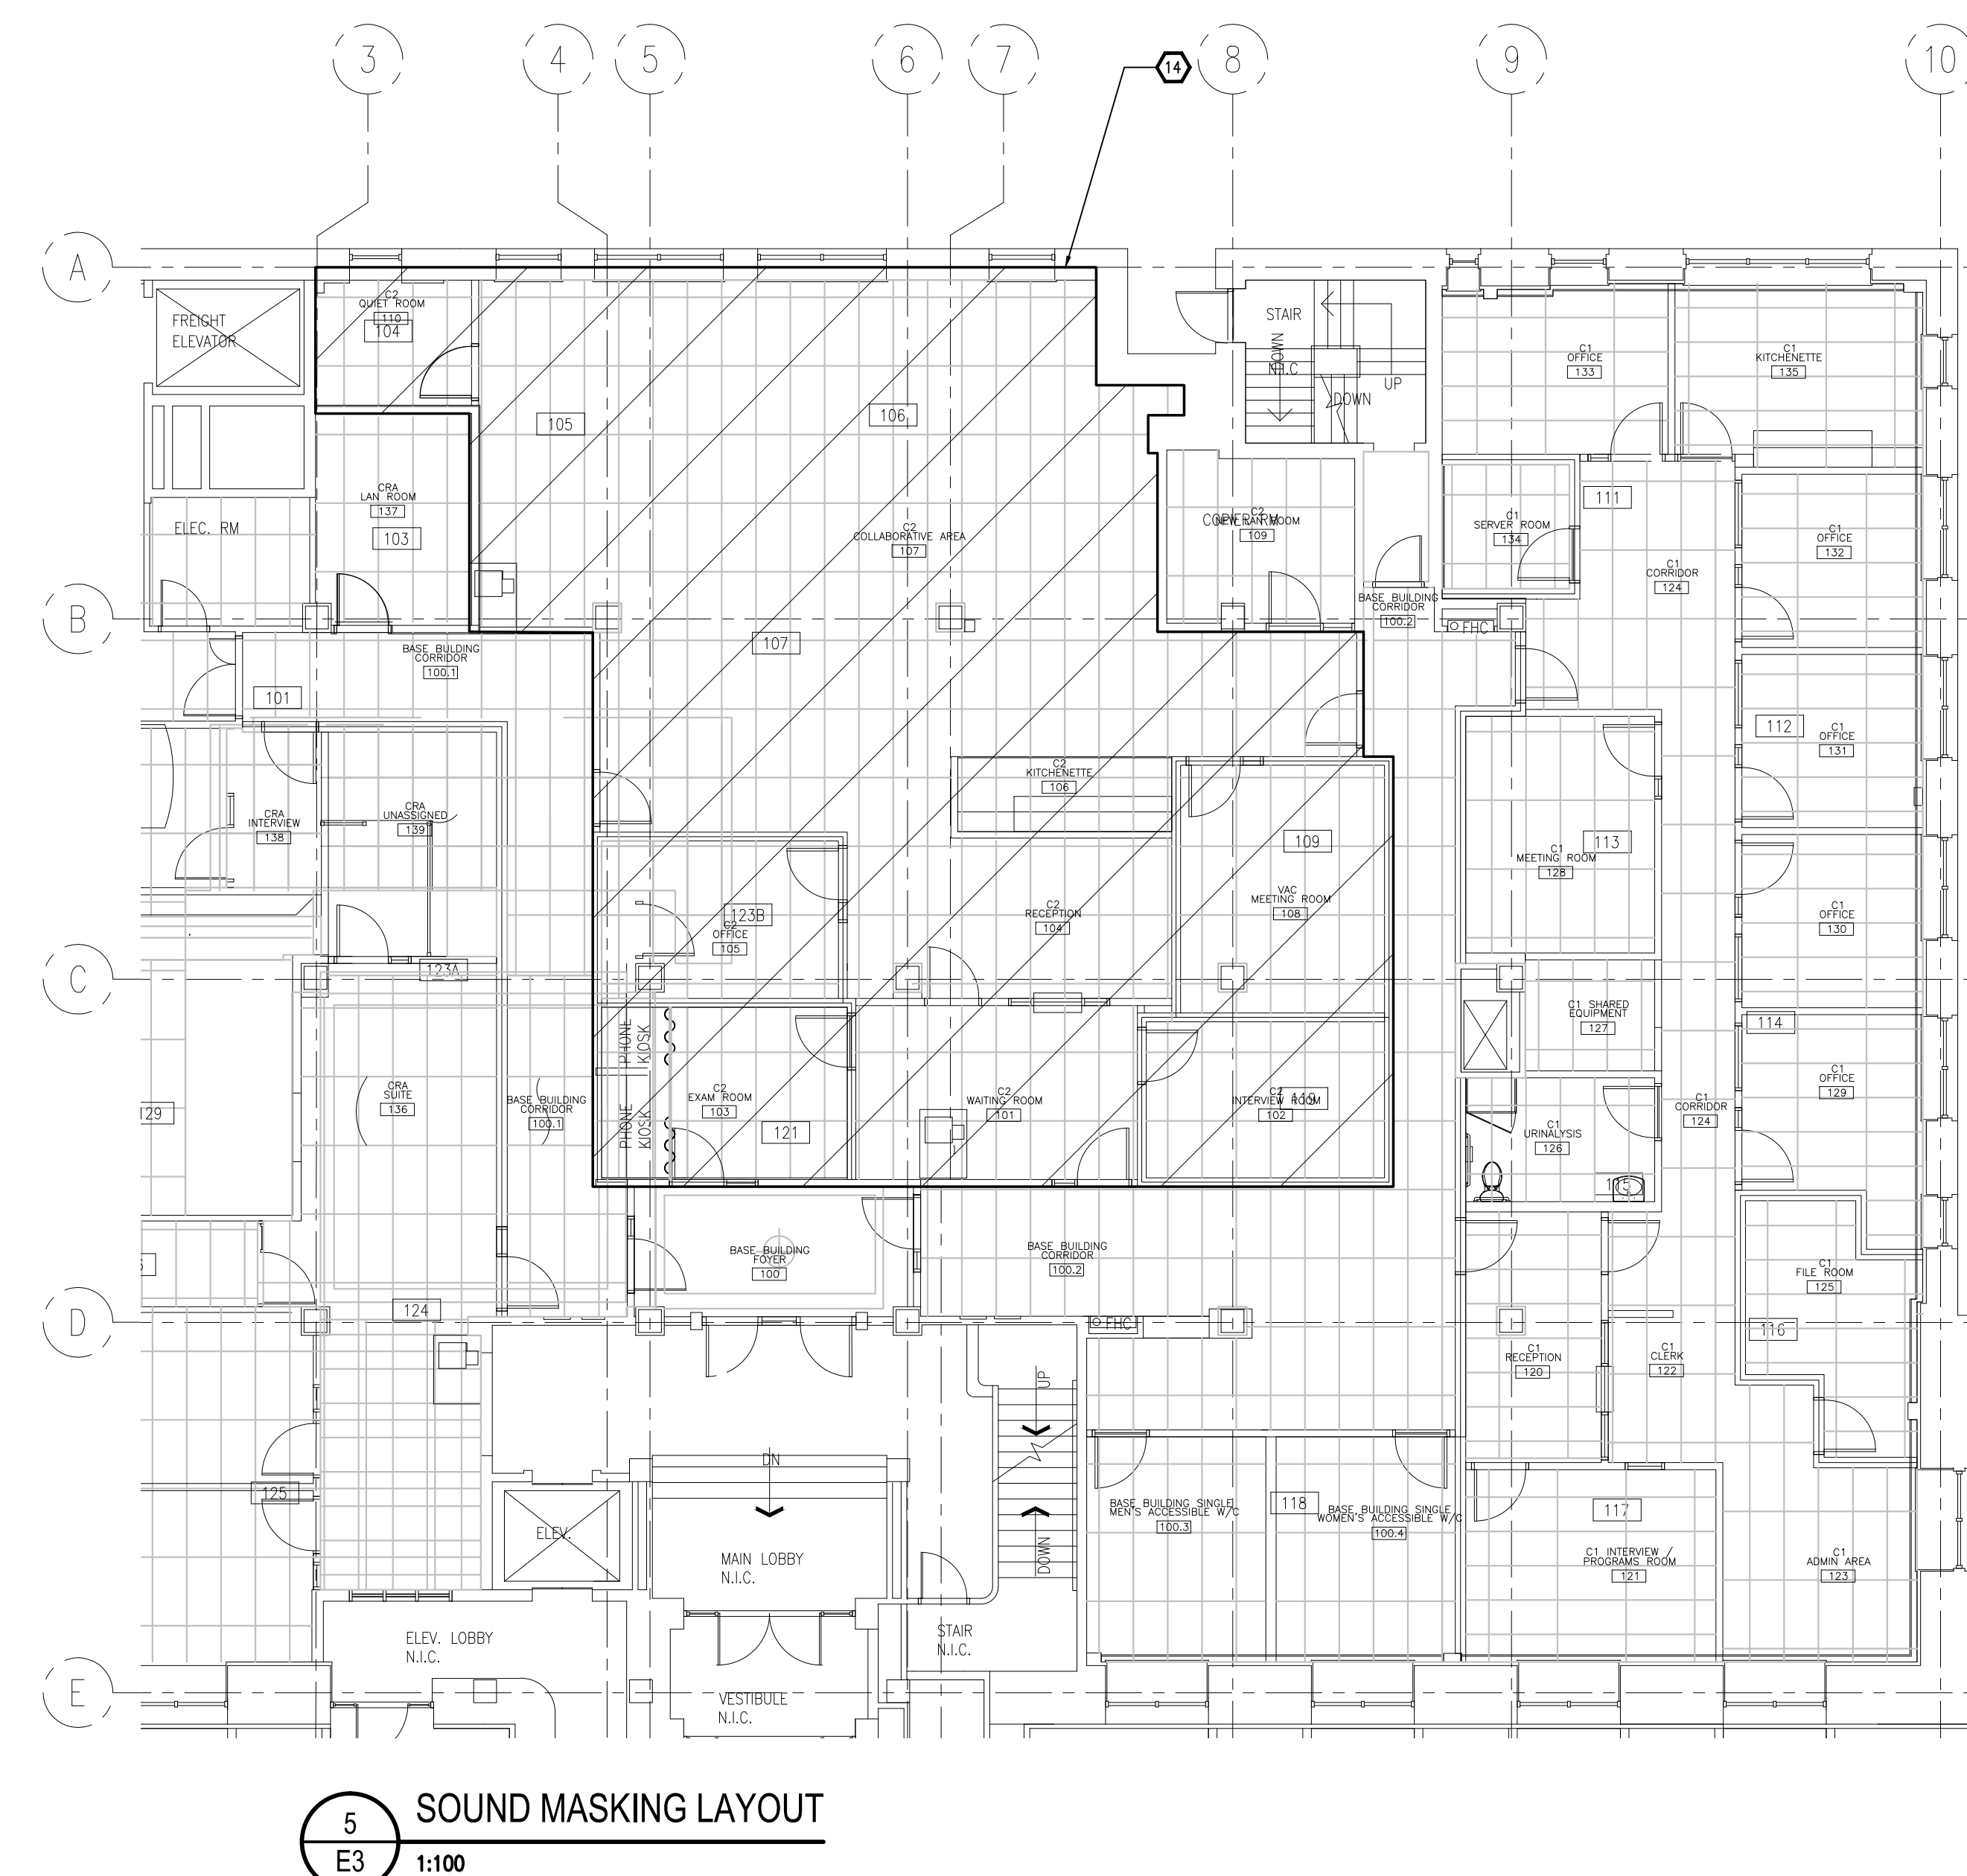 3
4
5
6
7
14
8
9
10
A
B
C
D
E
FREIGHT
ELEVATOR
C2
QUIET ROOM
110
104
105
106
STAIR
DOWN
N.I.C
UP
DOWN
C1
OFFICE
133
C1
KITCHENETTE
135
CRA
LAN ROOM
137
103
ELEC. RM
C2
COLLABORATIVE AREA
107
COPIER RM
C2
NEW LAN ROOM
109
C1
SERVER ROOM
134
111
C1
OFFICE
132
C1
CORRIDOR
124
BASE BUILDING
CORRIDOR
100.2
FHC
BASE BULDING
CORRIDOR
100.1
107
101
C1
OFFICE
131
112
C2
KITCHENETTE
106
CRA
INTERVIEW
138
CRA
UNASSIGNED
139
109
113
C1
MEETING ROOM
128
VAC
MEETING ROOM
108
C2
RECEPTION
104
123B
C2
OFFICE
105
C1
OFFICE
130
123A
C1 SHARED
EQUIPMENT
127
114
PHONE
KIOSK
PHONE
KIOSK
CRA
SUITE
136
BASE BUILDING
CORRIDOR
100.1
C2
EXAM ROOM
103
121
C2
WAITING ROOM
101
C2
INTERVIEW ROOM
102
119
C1
OFFICE
129
C1
CORRIDOR
124
C1
URINALYSIS
126
115
129
BASE BUILDING
FOYER
100
BASE BUILDING
CORRIDOR
100.2
C1
FILE ROOM
125
124
FHC
116
C1
RECEPTION
120
C1
CLERK
122
UP
DOWN
DN
125
ELEV.
MAIN LOBBY
N.I.C.
BASE BUILDING SINGLE
MEN'S ACCESSIBLE W/C
100.3
118
BASE BUILDING SINGLE
WOMEN'S ACCESSIBLE W/C
100.4
117
C1 INTERVIEW /
PROGRAMS ROOM
121
C1
ADMIN AREA
123
ELEV. LOBBY
N.I.C.
STAIR
N.I.C.
VESTIBULE
N.I.C.
5
E3
SOUND MASKING LAYOUT
1:100